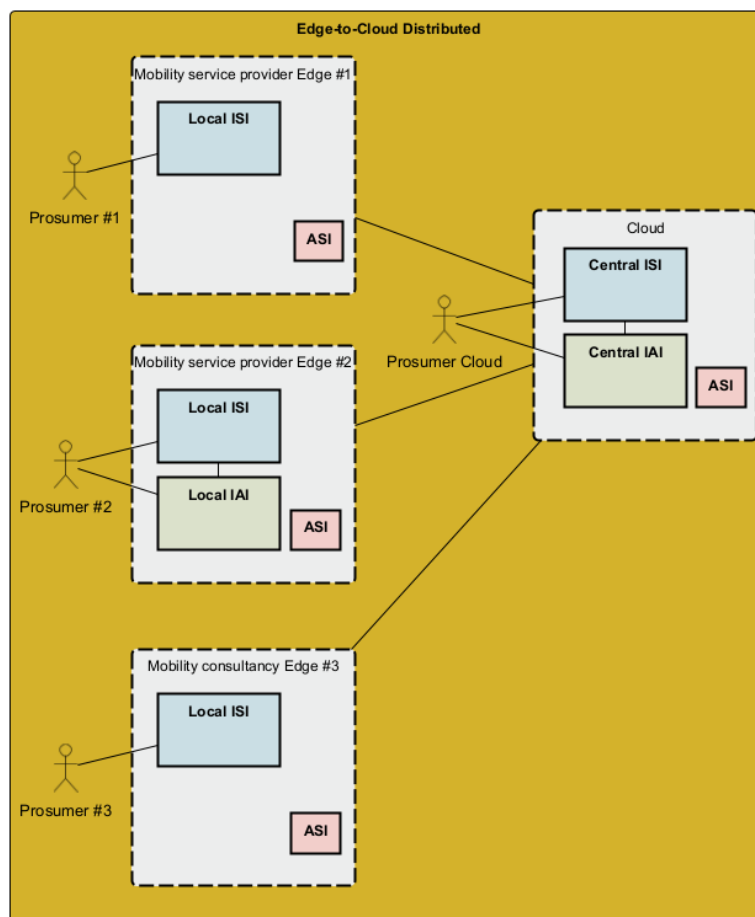 Edge-to-Cloud Distributed
Mobility service provider Edge #1
Local ISI
Prosumer #1
ASI
Cloud
Central ISI
Prosumer Cloud
Central IAI
ASI
Mobility service provider Edge #2
Local ISI
Prosumer #2
Local IAI
ASI
Mobility consultancy Edge #3
Local ISI
Prosumer #3
ASI